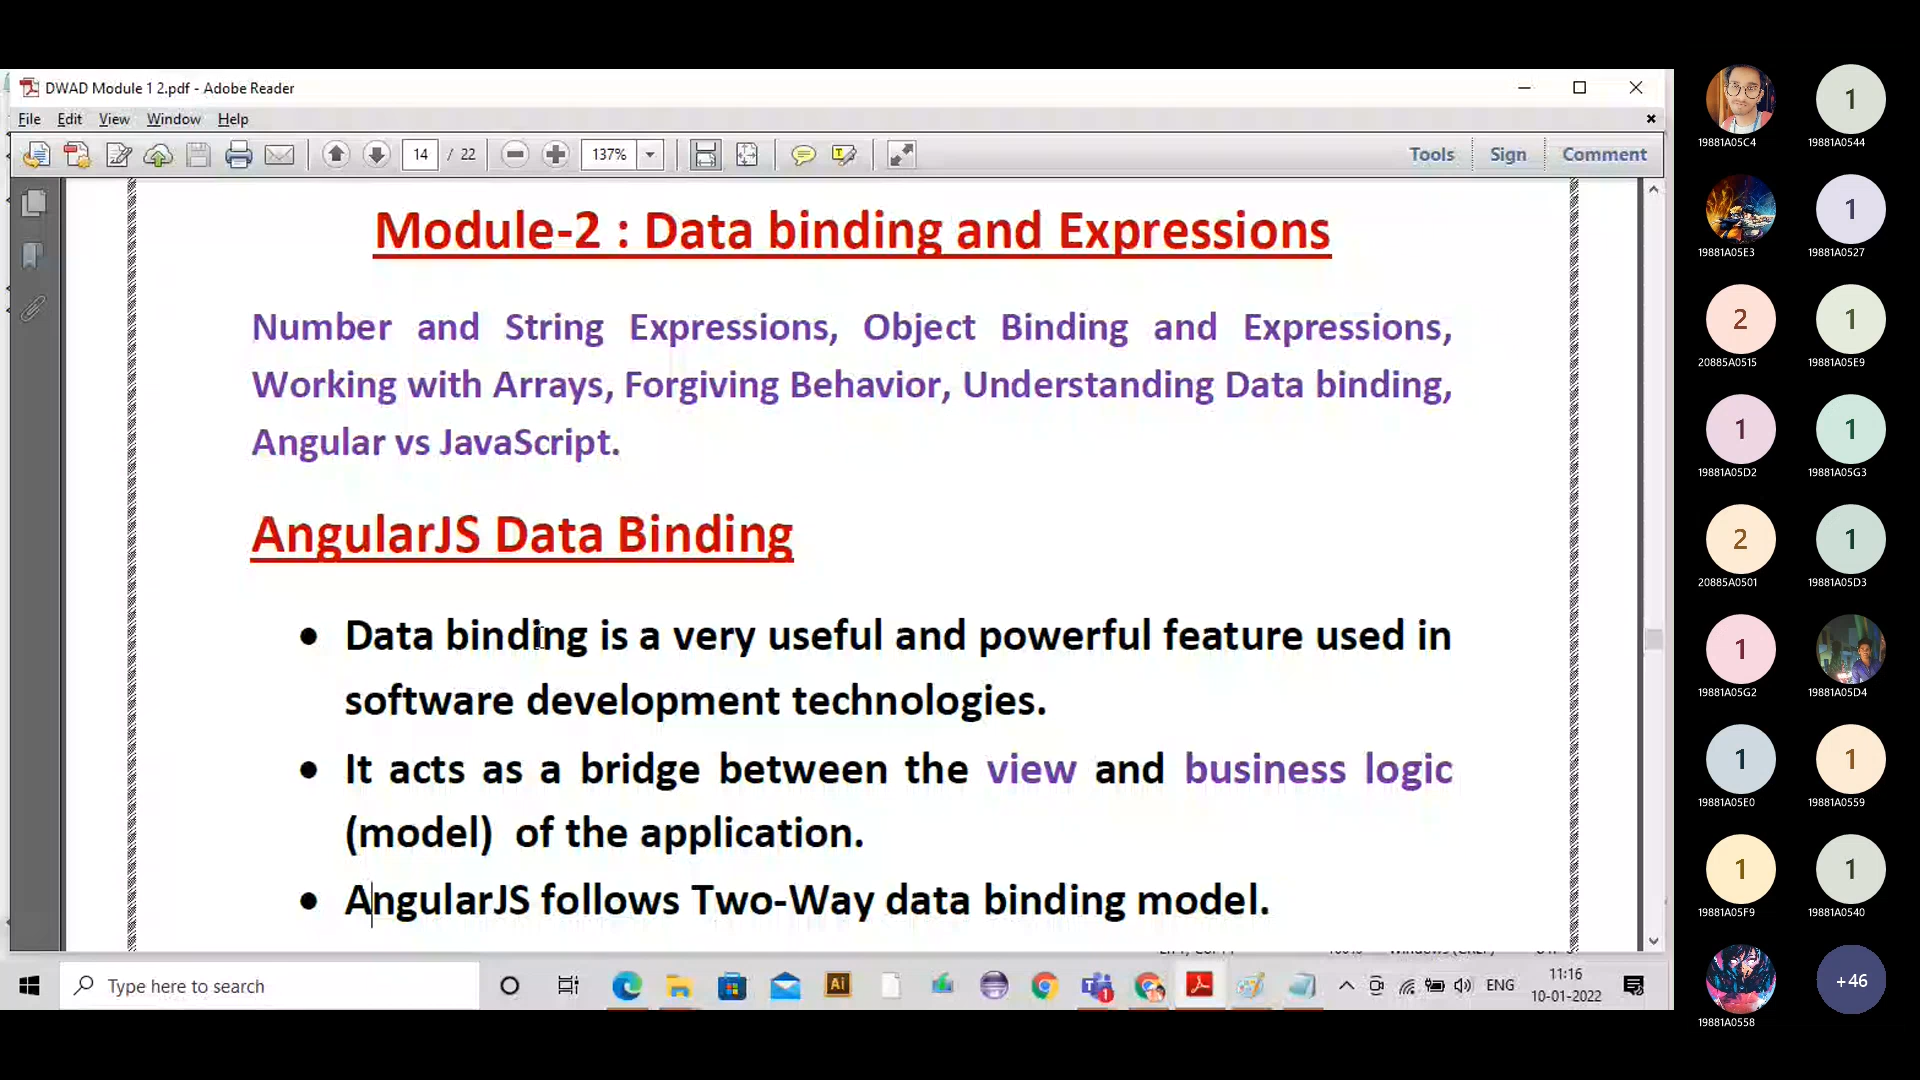 DWAD Module 1 2.pdf - Adobe Reader
File Edit View Window Help
14 / 22 137% Tools Sign Comment
Module-2 : Data binding and Expressions
Number and String Expressions, Object Binding and Expressions,
Working with Arrays, Forgiving Behavior, Understanding Data binding,
Angular vs JavaScript.
AngularJS Data Binding
• Data binding is a very useful and powerful feature used in
software development technologies.
• It acts as a bridge between the view and business logic
(model) of the application.
• AngularJS follows Two-Way data binding model.
Type here to search
Ai
ENG
11:16
10-01-2022
1
19881A05C4 19881A0544
1
19881A05E3 19881A0527
2 1
20885A0515 19881A05E9
1 1
19881A05D2 19881A05G3
2 1
20885A0501 19881A05D3
1
19881A05G2 19881A05D4
1 1
19881A05E0 19881A0559
1 1
19881A05F9 19881A0540
+46
19881A0558